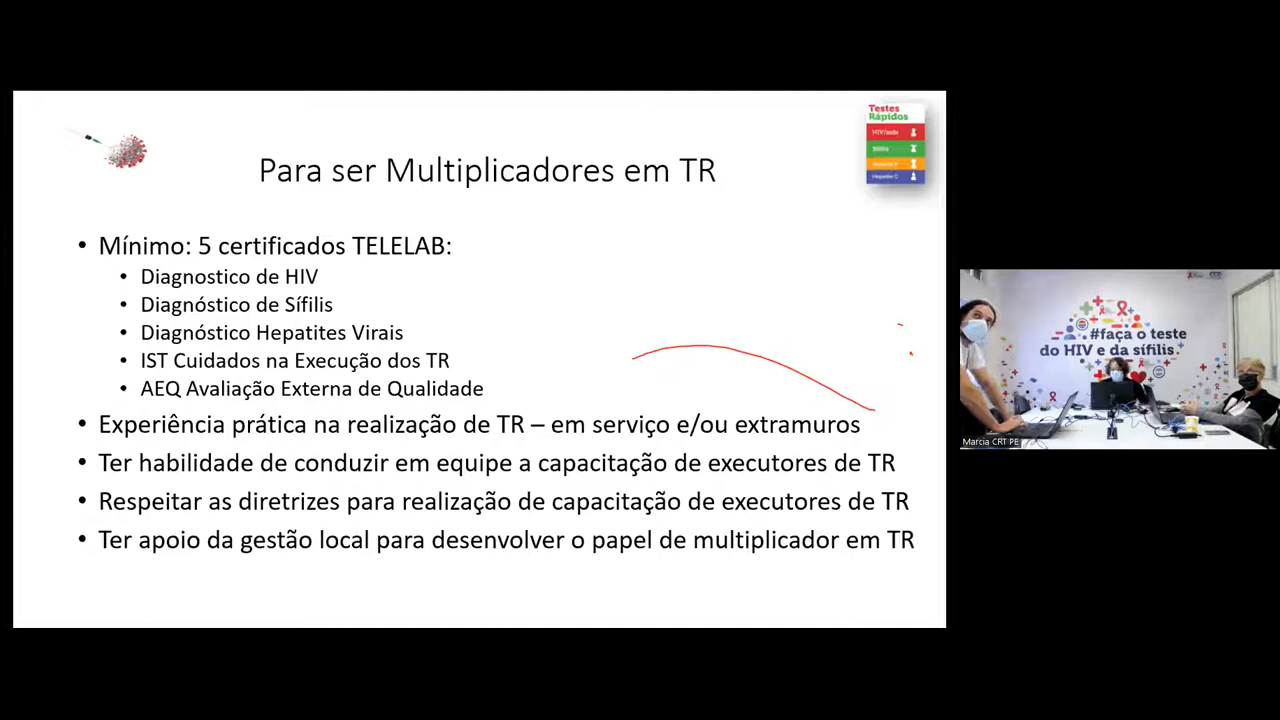 Testes
Rápidos
HIV/aids
Sífilis
Hepatite C
Para ser Multiplicadores em TR
• Mínimo: 5 certificados TELELAB:
• Diagnostico de HIV
• Diagnóstico de Sífilis
• Diagnóstico Hepatites Virais
• IST Cuidados na Execução dos TR
• AEQ Avaliação Externa de Qualidade
• Experiência prática na realização de TR – em serviço e/ou extramuros
• Ter habilidade de conduzir em equipe a capacitação de executores de TR
• Respeitar as diretrizes para realização de capacitação de executores de TR
• Ter apoio da gestão local para desenvolver o papel de multiplicador em TR
#faça o teste
do HIV e da sífilis.
Marcia CRT PE